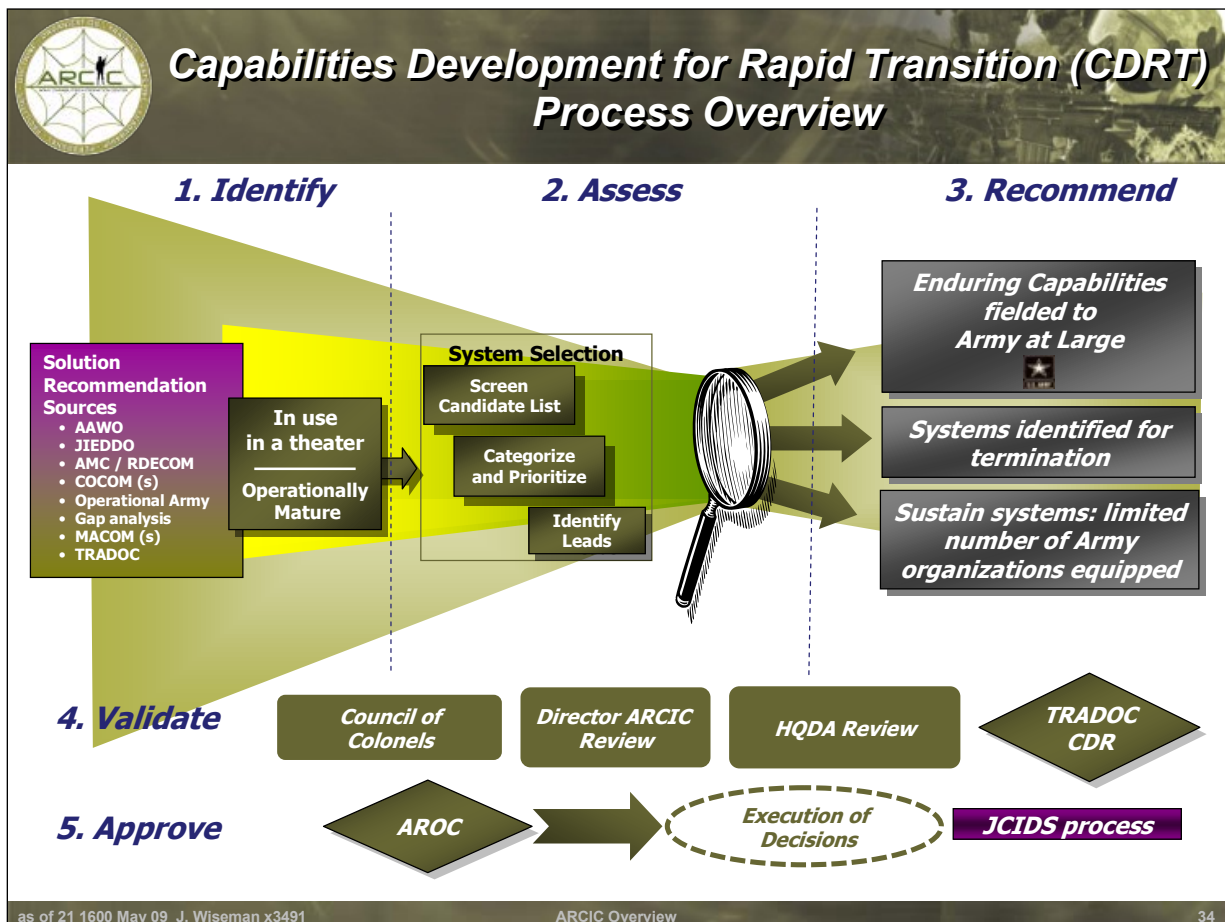 ARCIC
Capabilities Development for Rapid Transition (CDRT)
Process Overview
1. Identify
2. Assess
3. Recommend
Solution
Recommendation
Sources
• AAWO
• JIEDDO
• AMC / RDECOM
• COCOM (s)
• Operational Army
• Gap analysis
• MACOM (s)
• TRADOC
In use
in a theater
Operationally
Mature
System Selection
Screen
Candidate List
Categorize
and Prioritize
Identify
Leads
Enduring Capabilities
fielded to
Army at Large
U.S. ARMY
Systems identified for
termination
Sustain systems: limited
number of Army
organizations equipped
4. Validate
Council of
Colonels
Director ARCIC
Review
HQDA Review
TRADOC
CDR
5. Approve
AROC
Execution of
Decisions
JCIDS process
as of 21 1600 May 09 J. Wiseman x3491
ARCIC Overview
34